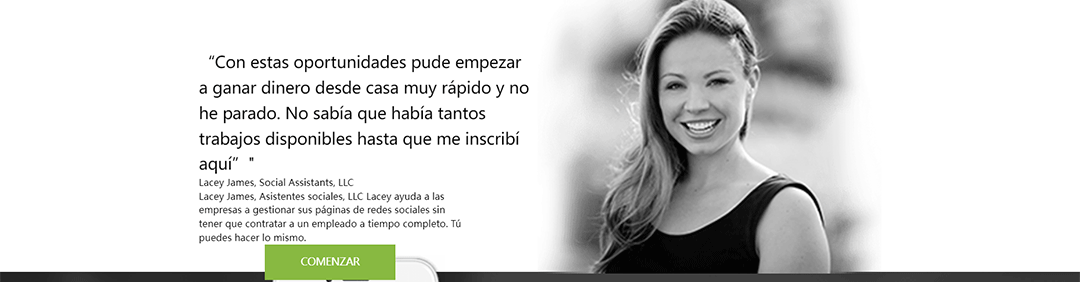 “Con estas oportunidades pude empezar
a ganar dinero desde casa muy rápido y no
he parado. No sabía que había tantos
trabajos disponibles hasta que me inscribí
aquí” "
Lacey James, Social Assistants, LLC
Lacey James, Asistentes sociales, LLC Lacey ayuda a las
empresas a gestionar sus páginas de redes sociales sin
tener que contratar a un empleado a tiempo completo. Tú
puedes hacer lo mismo.
COMENZAR